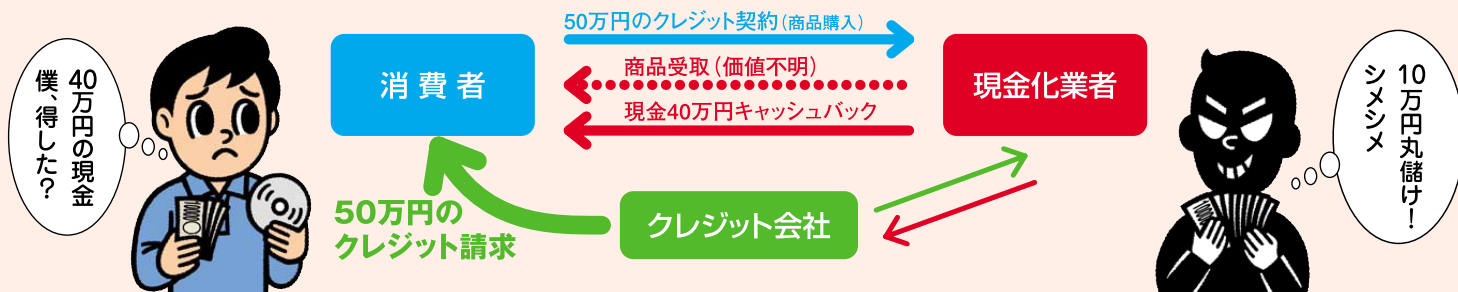 40万円の現金
僕、得した?
消費者
50万円のクレジット契約(商品購入)
商品受取(価値不明)
現金40万円キャッシュバック
現金化業者
50万円の
クレジット請求
クレジット会社
10万円丸儲け!
シメシメ